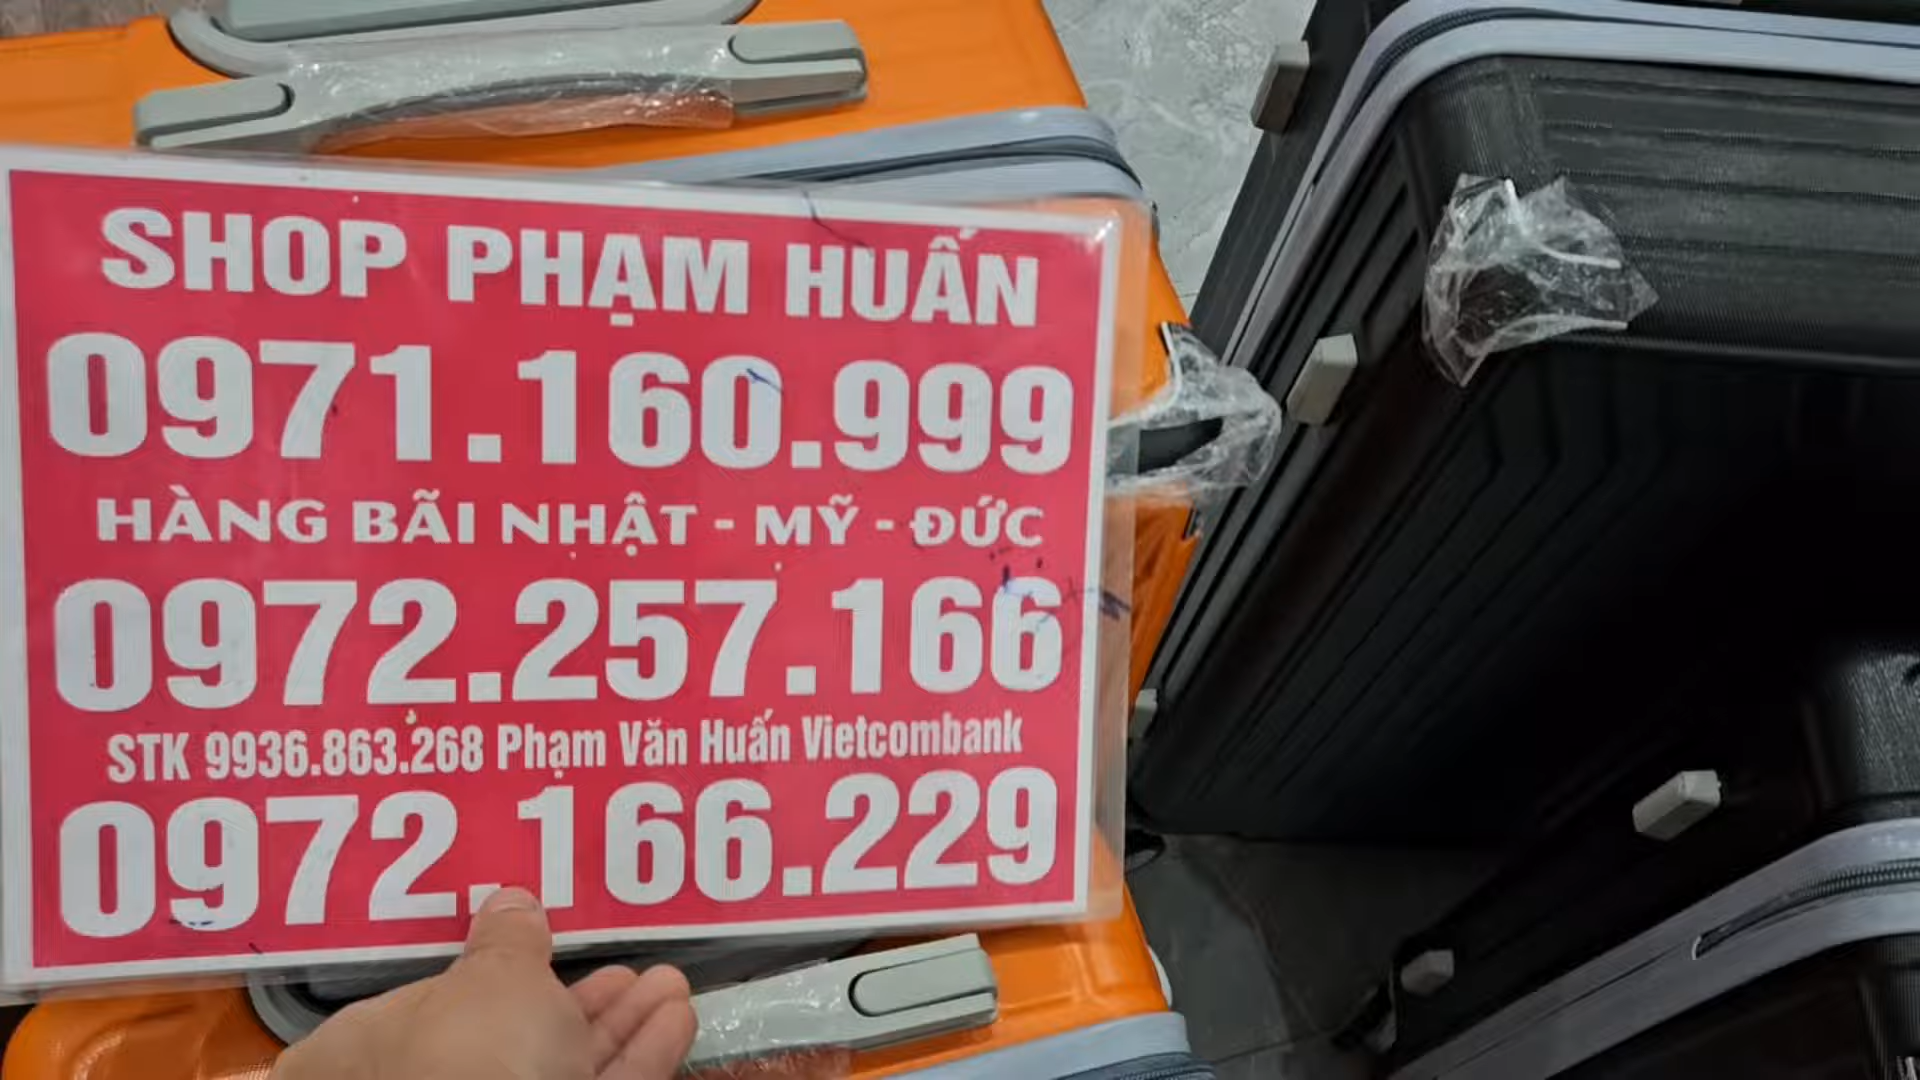 SHOP PHẠM HUẤN
0971.160.999
HÀNG BÃI NHẬT - MỸ - ĐỨC
0972.257.166
STK 9936.863.268 Phạm Văn Huấn Vietcombank
0972.166.229